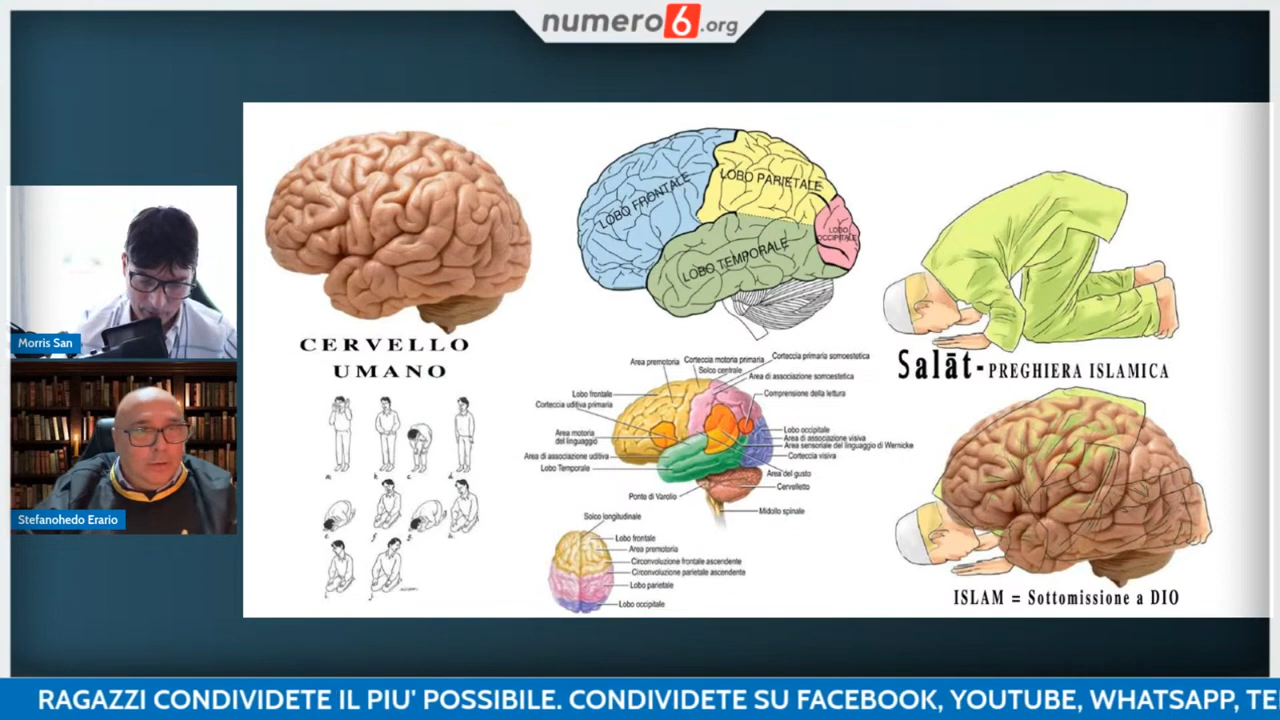 numero6.org
Morris San
Stefanohedo Erario
CERVELLO
UMANO
LOBO FRONTALE
LOBO PARIETALE
LOBO
OCCIPITALE
LOBO TEMPORALE
Area premotoria
Corteccia motoria primaria
Corteccia primaria somoestetica
Solco centrale
Area di associazione somoestetica
Lobo frontale
Comprensione della lettura
Corteccia uditiva primaria
Area motoria
del linguaggio
Lobo occipitale
Area di associazione visiva
Area sensoriale del linguaggio di Wernicke
Area di associazione uditiva
Corteccia visiva
Lobo Temporale
Area del gusto
Cervelletto
Ponte di Varolio
Midollo spinale
Solco longitudinale
Lobo frontale
Area premotoria
Circonvoluzione frontale ascendente
Circonvoluzione parietale ascendente
Lobo parietale
Lobo occipitale
Salāt-PREGHIERA ISLAMICA
ISLAM = Sottomissione a DIO
RAGAZZI CONDIVIDETE IL PIU' POSSIBILE. CONDIVIDETE SU FACEBOOK, YOUTUBE, WHATSAPP, TE